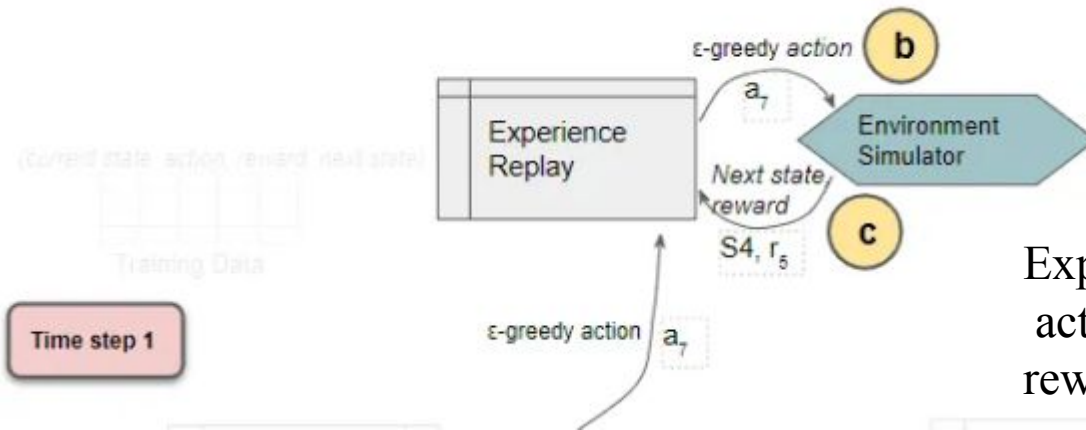 ε-greedy action
b
a₇
Experience
Replay
Environment
Simulator
(current state, action, reward, next state)
Next state,
reward
c
S4, r₅
Training Data
Exp
act
rew
Time step 1
ε-greedy action
a₇